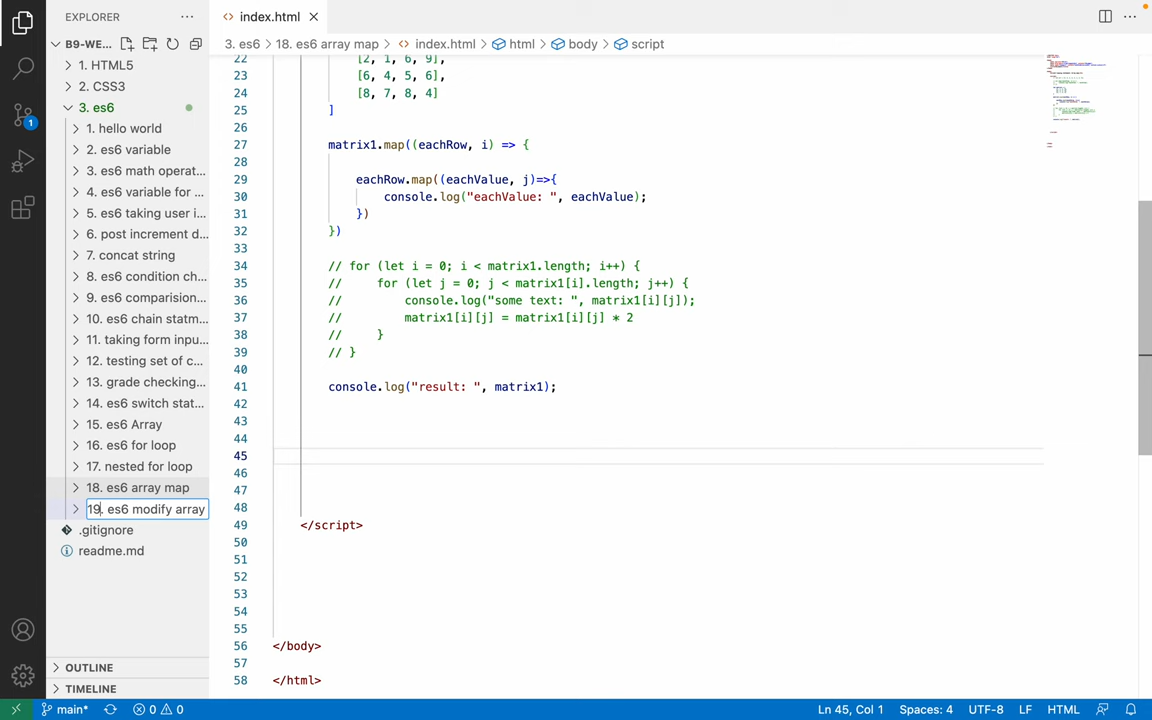 EXPLORER
index.html
B9-WE...
1. HTML5
2. CSS3
3. es6
1. hello world
2. es6 variable
3. es6 math operat...
4. es6 variable for ...
5. es6 taking user i...
6. post increment d...
7. concat string
8. es6 condition ch...
9. es6 comparision...
10. es6 chain statm...
11. taking form inpu...
12. testing set of c...
13. grade checking...
14. es6 switch stat...
15. es6 Array
16. es6 for loop
17. nested for loop
18. es6 array map
19. es6 modify array
.gitignore
readme.md
OUTLINE
TIMELINE
3. es6 > 18. es6 array map > index.html > html > body > script
22 [2, 1, 6, 9],
23 [6, 4, 5, 6],
24 [8, 7, 8, 4]
25 ]
26
27 matrix1.map((eachRow, i) => {
28
29 eachRow.map((eachValue, j)=>{
30 console.log("eachValue: ", eachValue);
31 })
32 })
33
34 // for (let i = 0; i < matrix1.length; i++) {
35 // for (let j = 0; j < matrix1[i].length; j++) {
36 // console.log("some text: ", matrix1[i][j]);
37 // matrix1[i][j] = matrix1[i][j] * 2
38 // }
39 // }
40
41 console.log("result: ", matrix1);
42
43
44
45
46
47
48
49 </script>
50
51
52
53
54
55
56 </body>
57
58 </html>
1
main* 0 0 Ln 45, Col 1 Spaces: 4 UTF-8 LF HTML